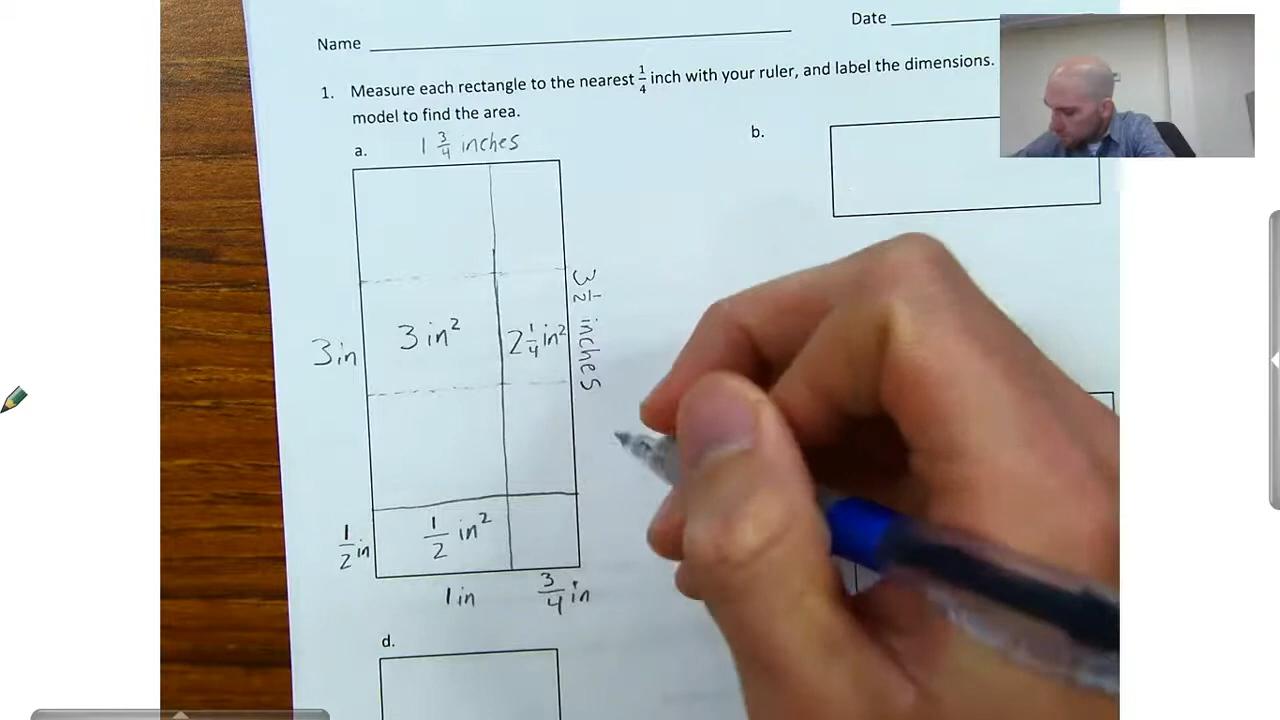 Name
Date
1. Measure each rectangle to the nearest 1/4 inch with your ruler, and label the dimensions.
model to find the area.
a. 1 3/4 inches
b.
3 in
3 in²
2 1/4 in²
3 1/2 inches
1/2 in
1/2 in²
1 in
3/4 in
d.